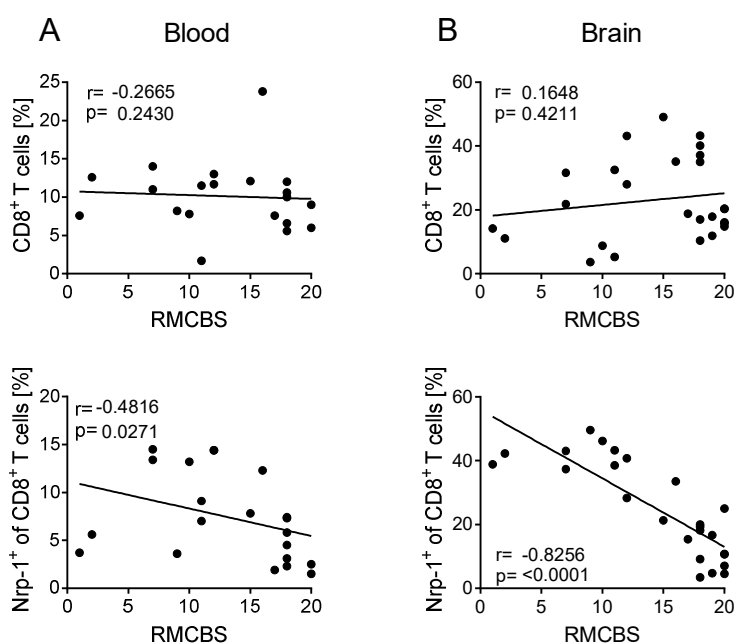 A
Blood
B
Brain
CD8⁺ T cells [%]
25
20
15
10
5
0
r= -0.2665
p= 0.2430
0 5 10 15 20
RMCBS
CD8⁺ T cells [%]
60
40
20
0
r= 0.1648
p= 0.4211
0 5 10 15 20
RMCBS
Nrp-1⁺ of CD8⁺ T cells [%]
20
15
10
5
0
r= -0.4816
p= 0.0271
0 5 10 15 20
RMCBS
Nrp-1⁺ of CD8⁺ T cells [%]
60
40
20
0
r= -0.8256
p= <0.0001
0 5 10 15 20
RMCBS